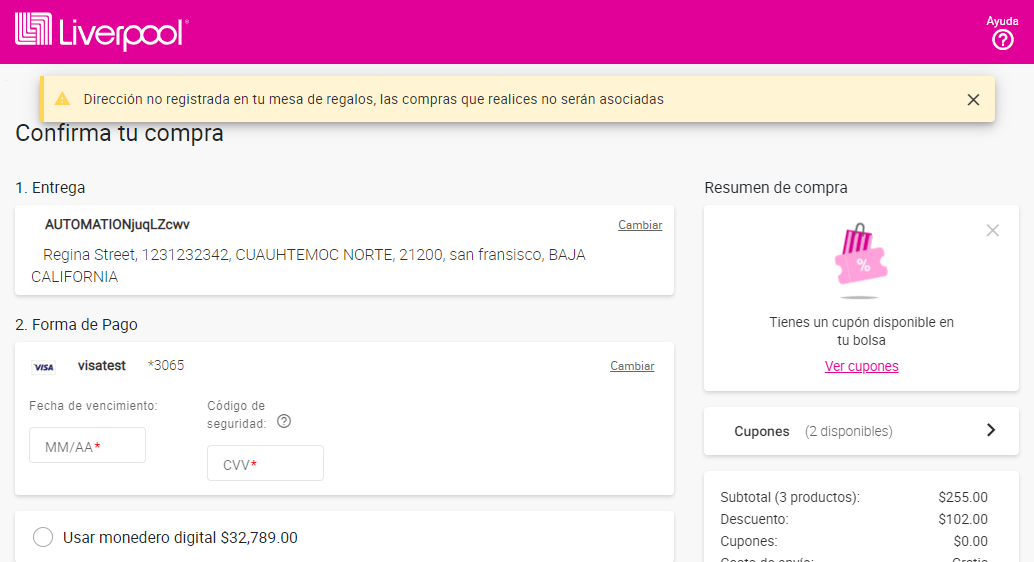 Liverpool
Ayuda
Dirección no registrada en tu mesa de regalos, las compras que realices no serán asociadas
Confirma tu compra
1. Entrega
AUTOMATIONjuqLZcwv
Cambiar
Regina Street, 1231232342, CUAUHTEMOC NORTE, 21200, san fransisco, BAJA
CALIFORNIA
2. Forma de Pago
VISA visatest *3065
Cambiar
Fecha de vencimiento:
MM/AA*
Código de
seguridad:
CVV*
Usar monedero digital $32,789.00
Resumen de compra
%
Tienes un cupón disponible en
tu bolsa
Ver cupones
Cupones (2 disponibles)
Subtotal (3 productos): $255.00
Descuento: $102.00
Cupones: $0.00
Costo de envío: Gratis